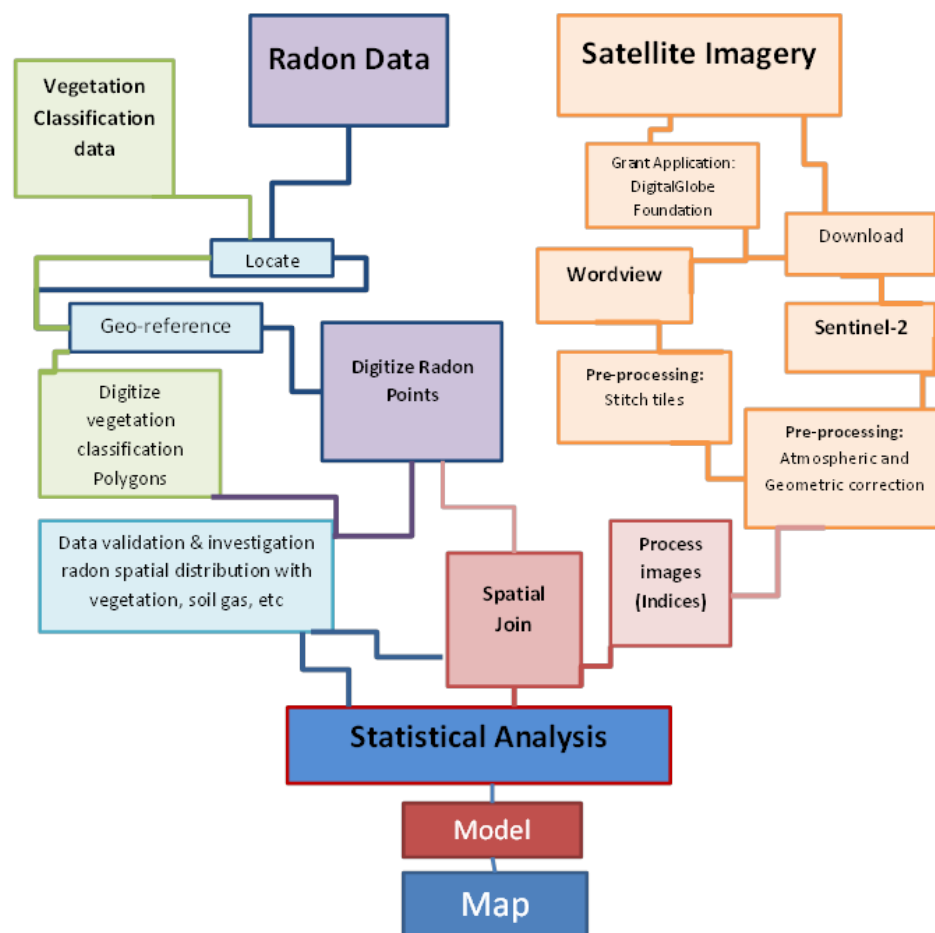 Radon Data
Satellite Imagery
Vegetation
Classification
data
Grant Application:
DigitalGlobe
Foundation
Download
Locate
Wordview
Geo-reference
Sentinel-2
Digitize Radon
Points
Pre-processing:
Stitch tiles
Digitize
vegetation
classification
Polygons
Pre-processing:
Atmospheric and
Geometric correction
Data validation & investigation
radon spatial distribution with
vegetation, soil gas, etc
Process
images
(Indices)
Spatial
Join
Statistical Analysis
Model
Map